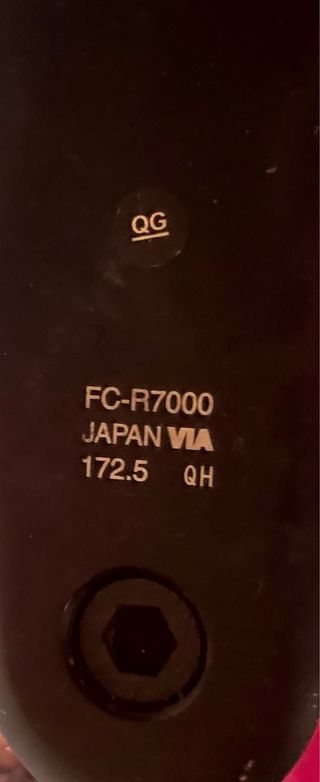 QG
FC-R7000
JAPAN VIA
172.5 QH